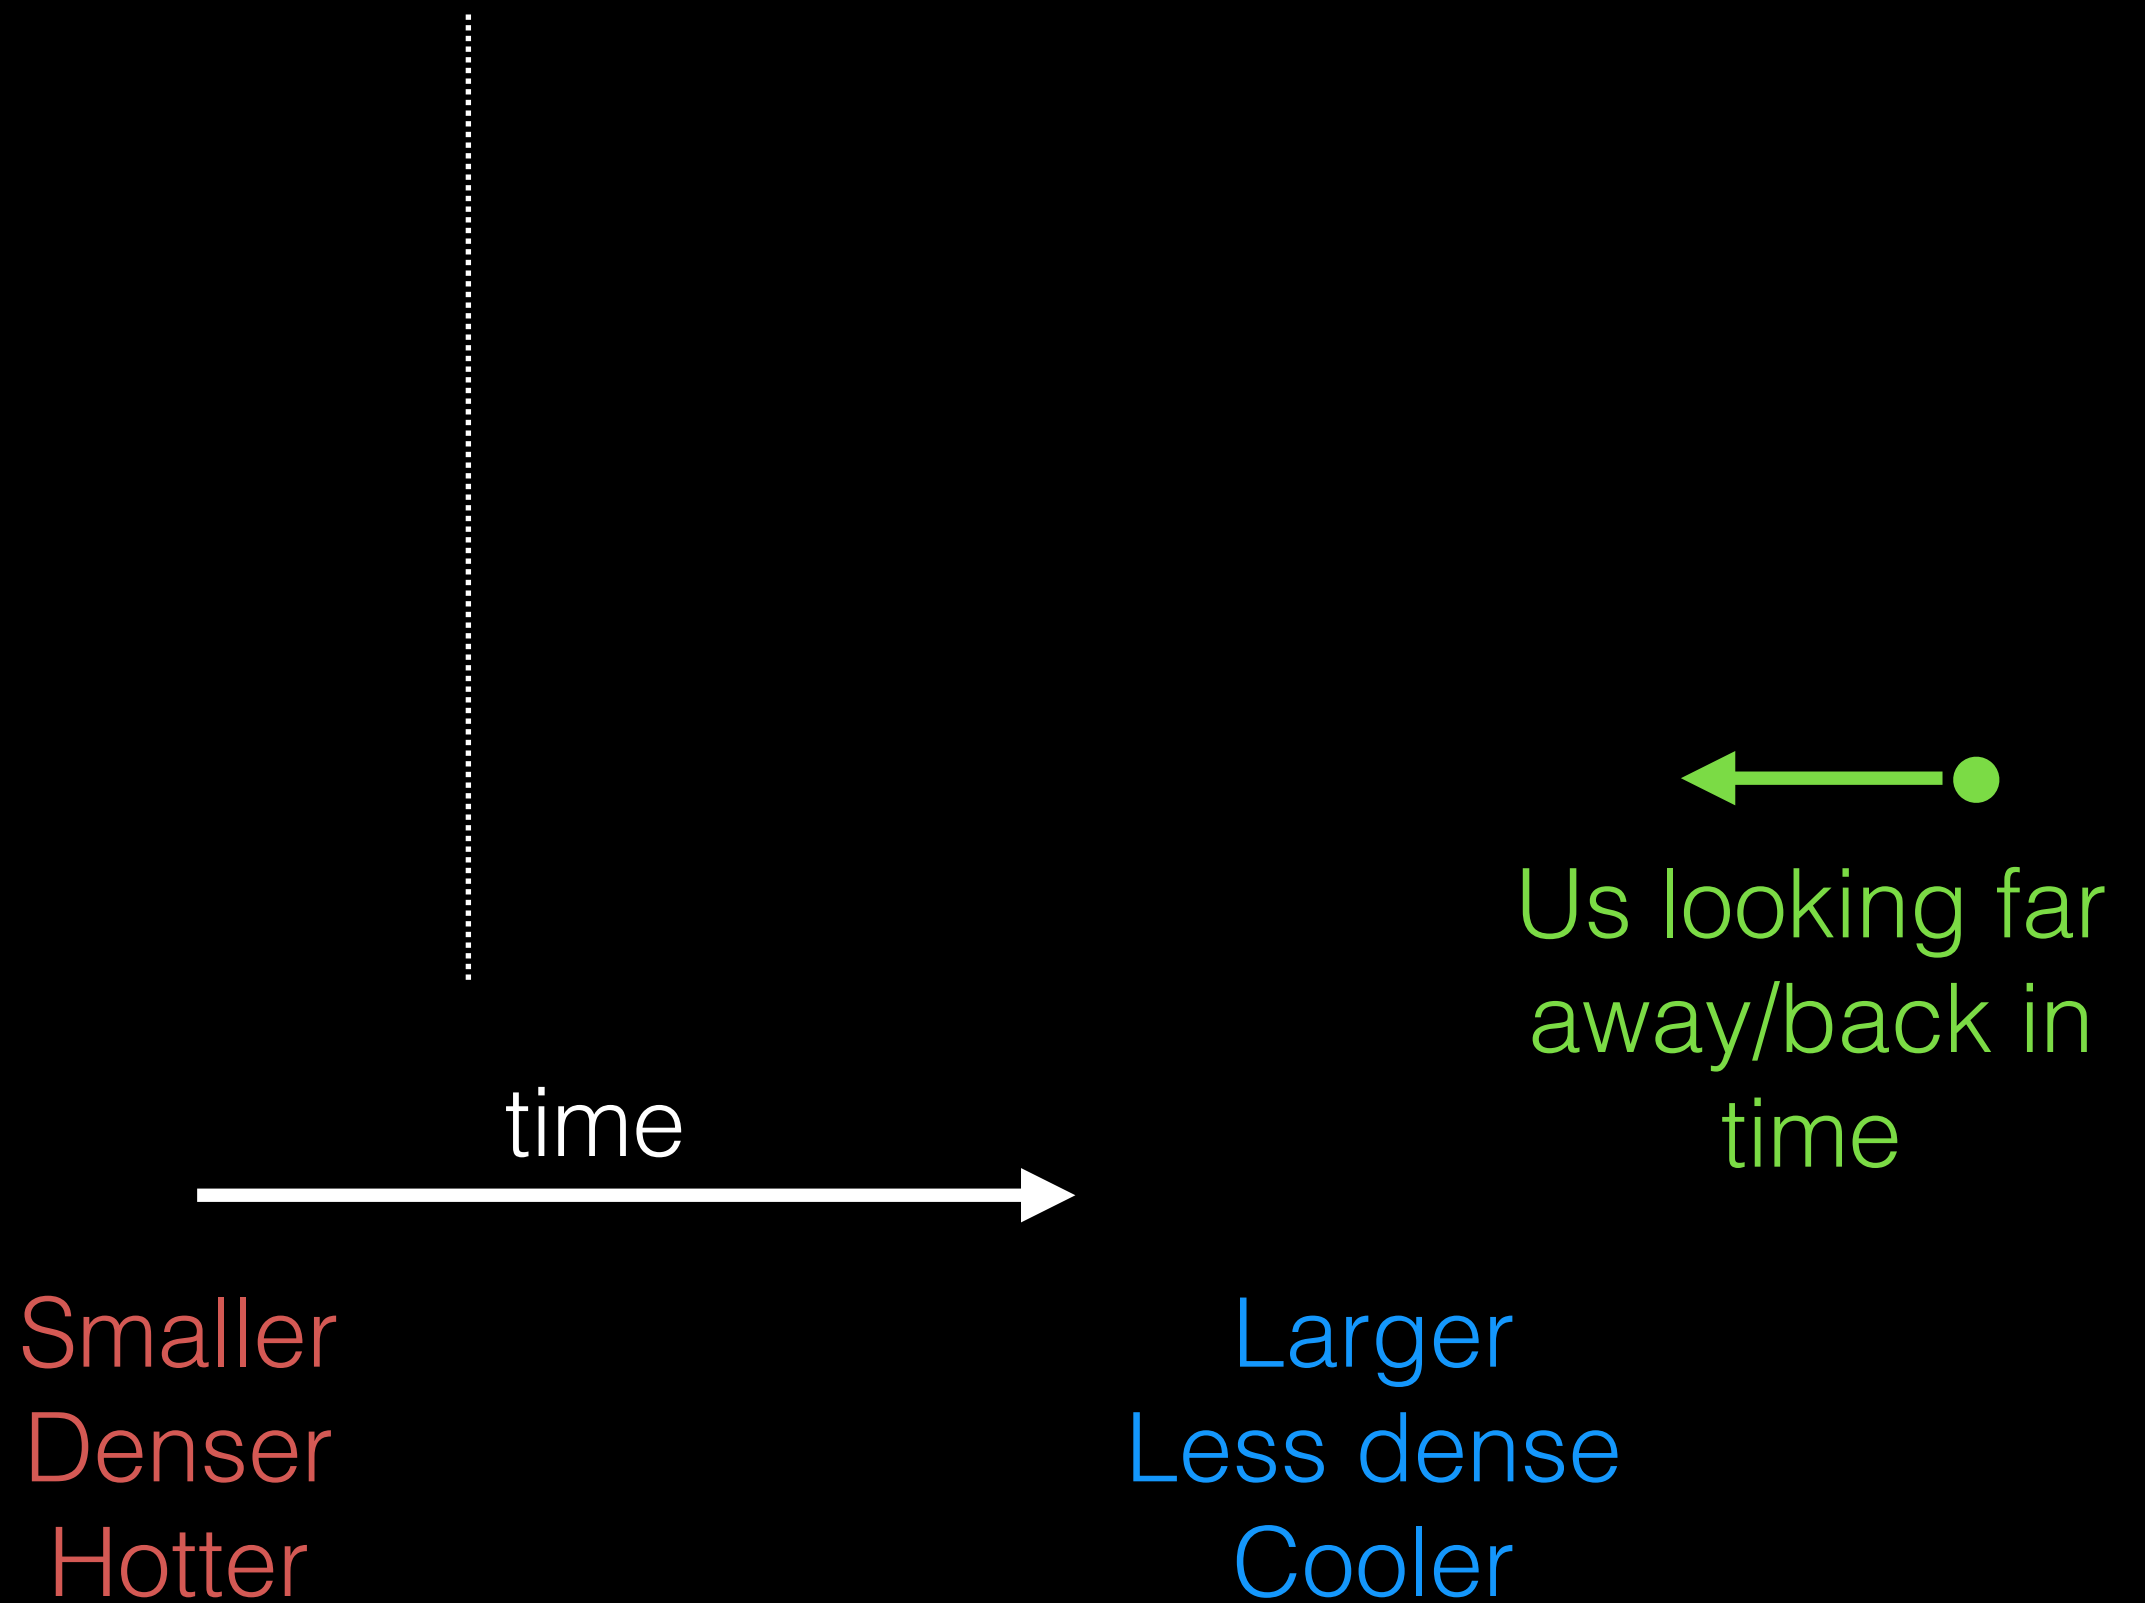 Us looking far
away/back in
time
time
Smaller
Denser
Hotter
Larger
Less dense
Cooler